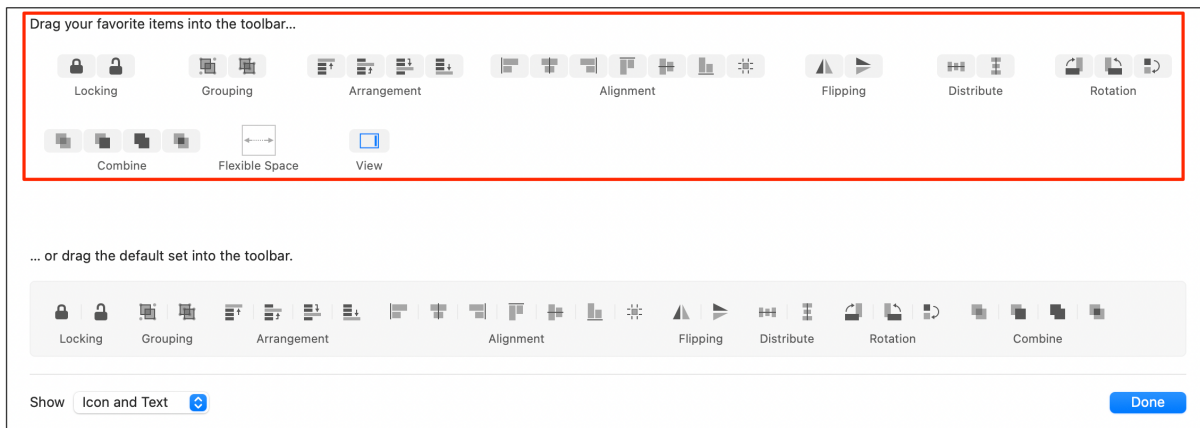 Drag your favorite items into the toolbar...
Locking Grouping Arrangement Alignment Flipping Distribute Rotation
Combine Flexible Space View
... or drag the default set into the toolbar.
Locking Grouping Arrangement Alignment Flipping Distribute Rotation Combine
Show Icon and Text Done